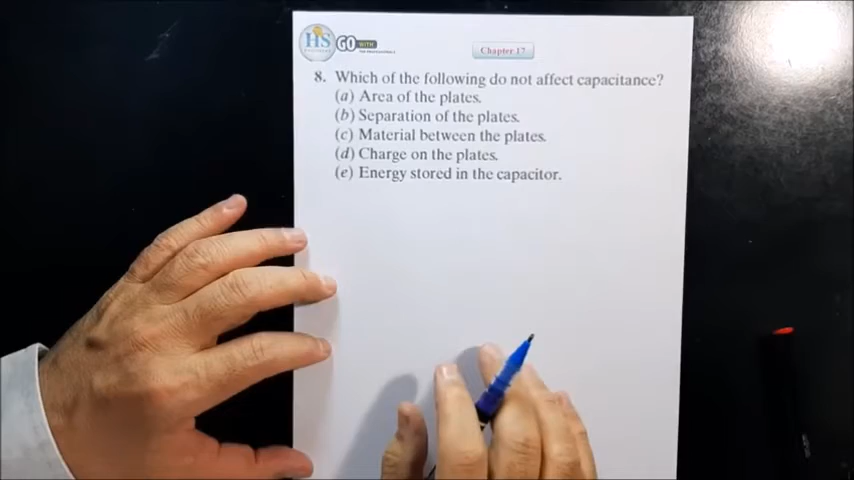 HS
GO WITH
Chapter 17
8. Which of the following do not affect capacitance?
(a) Area of the plates.
(b) Separation of the plates.
(c) Material between the plates.
(d) Charge on the plates.
(e) Energy stored in the capacitor.